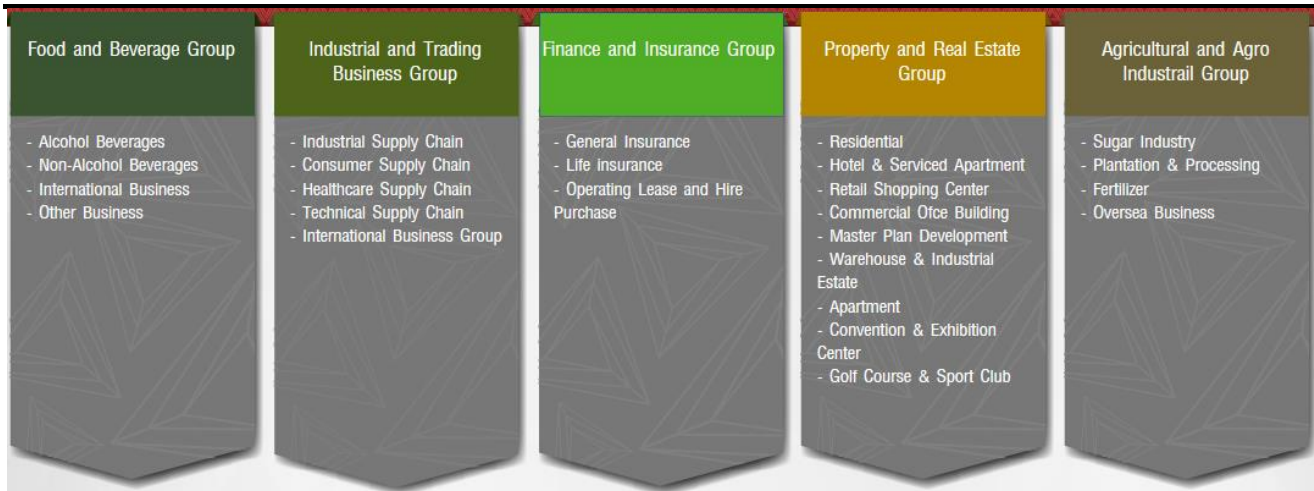 Food and Beverage Group
- Alcohol Beverages
- Non-Alcohol Beverages
- International Business
- Other Business
Industrial and Trading
Business Group
- Industrial Supply Chain
- Consumer Supply Chain
- Healthcare Supply Chain
- Technical Supply Chain
- International Business Group
Finance and Insurance Group
- General Insurance
- Life insurance
- Operating Lease and Hire
Purchase
Property and Real Estate
Group
- Residential
- Hotel & Serviced Apartment
- Retail Shopping Center
- Commercial Ofce Building
- Master Plan Development
- Warehouse & Industrial
Estate
- Apartment
- Convention & Exhibition
Center
- Golf Course & Sport Club
Agricultural and Agro
Industrail Group
- Sugar Industry
- Plantation & Processing
- Fertilizer
- Oversea Business